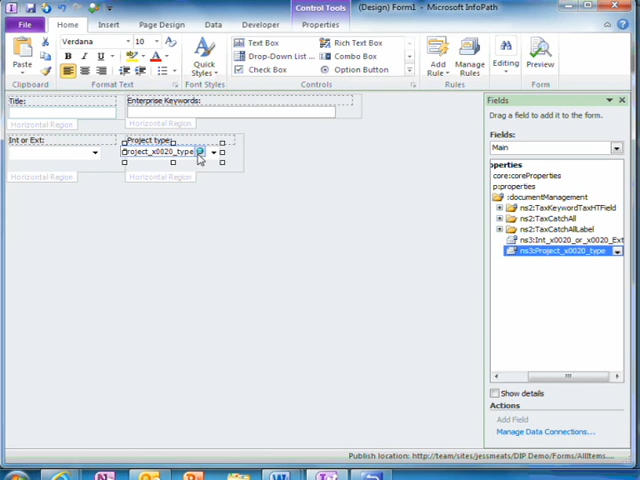 (Design) Form1 - Microsoft InfoPath
Control Tools
File Home Insert Page Design Data Developer Properties
Verdana 10
Paste
Clipboard
B I U
Font Styles
Quick Styles
Text Box
Drop-Down List ...
Check Box
Rich Text Box
Combo Box
Option Button
Controls
Add Rule
Manage Rules
Rules
Editing
Preview
Form
Title:
Enterprise Keywords:
Horizontal Region
Horizontal Region
Int or Ext:
Project type:
roject_x0020_type
Horizontal Region
Horizontal Region
Fields
Drag a field to add it to the form.
Fields:
Main
operties
core:coreProperties
p:properties
:documentManagement
ns2:TaxKeywordTaxHTField
ns2:TaxCatchAll
ns2:TaxCatchAllLabel
ns3:Int_x0020_or_x0020_Ext
ns3:Project_x0020_type
Show details
Actions
Add Field
Manage Data Connections...
Publish location: http://team/sites/jessmeats/DIP Demo/Forms/AllItems....